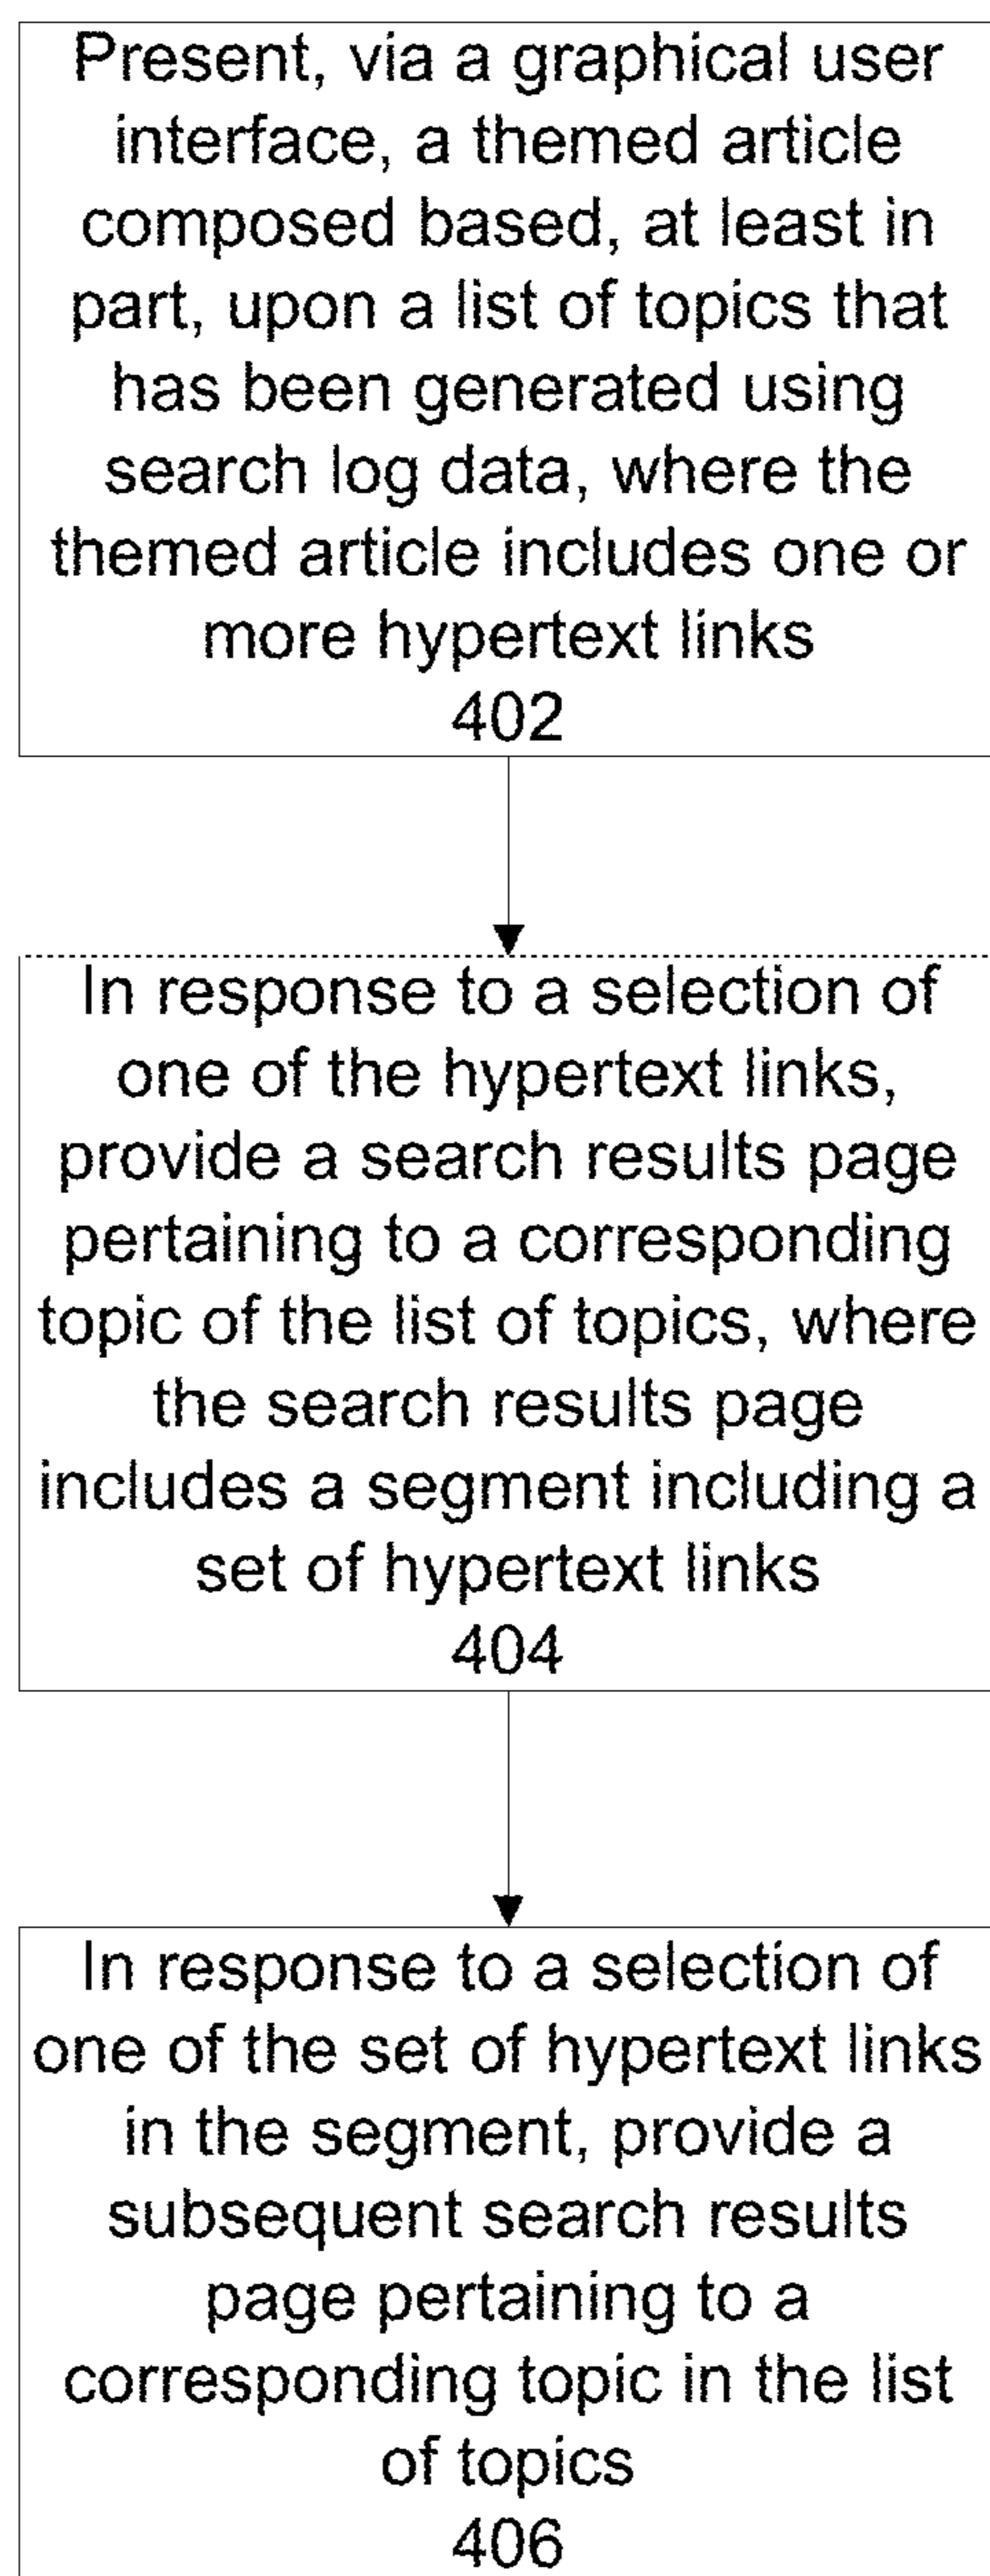 Present, via a graphical user
interface, a themed article
composed based, at least in
part, upon a list of topics that
has been generated using
search log data, where the
themed article includes one or
more hypertext links
402
In response to a selection of
one of the hypertext links,
provide a search results page
pertaining to a corresponding
topic of the list of topics, where
the search results page
includes a segment including a
set of hypertext links
404
In response to a selection of
one of the set of hypertext links
in the segment, provide a
subsequent search results
page pertaining to a
corresponding topic in the list
of topics
406